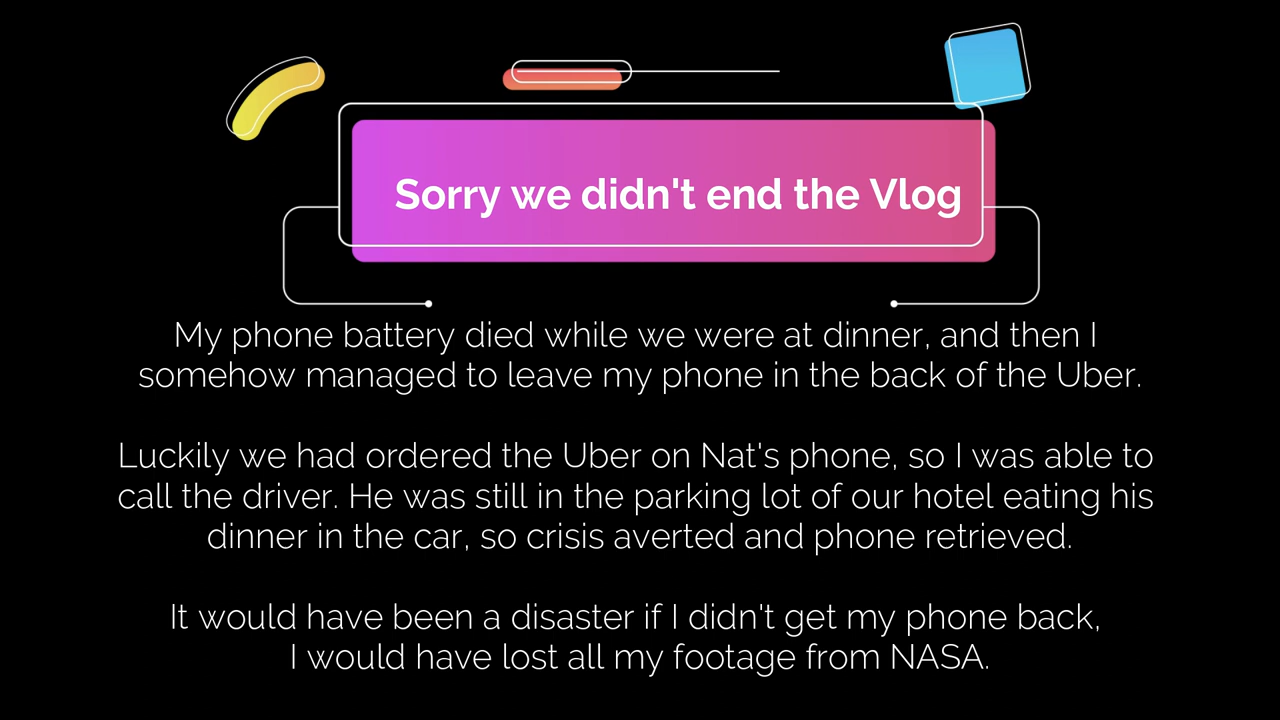 Sorry we didn't end the Vlog
My phone battery died while we were at dinner, and then I
somehow managed to leave my phone in the back of the Uber.
Luckily we had ordered the Uber on Nat's phone, so I was able to
call the driver. He was still in the parking lot of our hotel eating his
dinner in the car, so crisis averted and phone retrieved.
It would have been a disaster if I didn't get my phone back,
I would have lost all my footage from NASA.